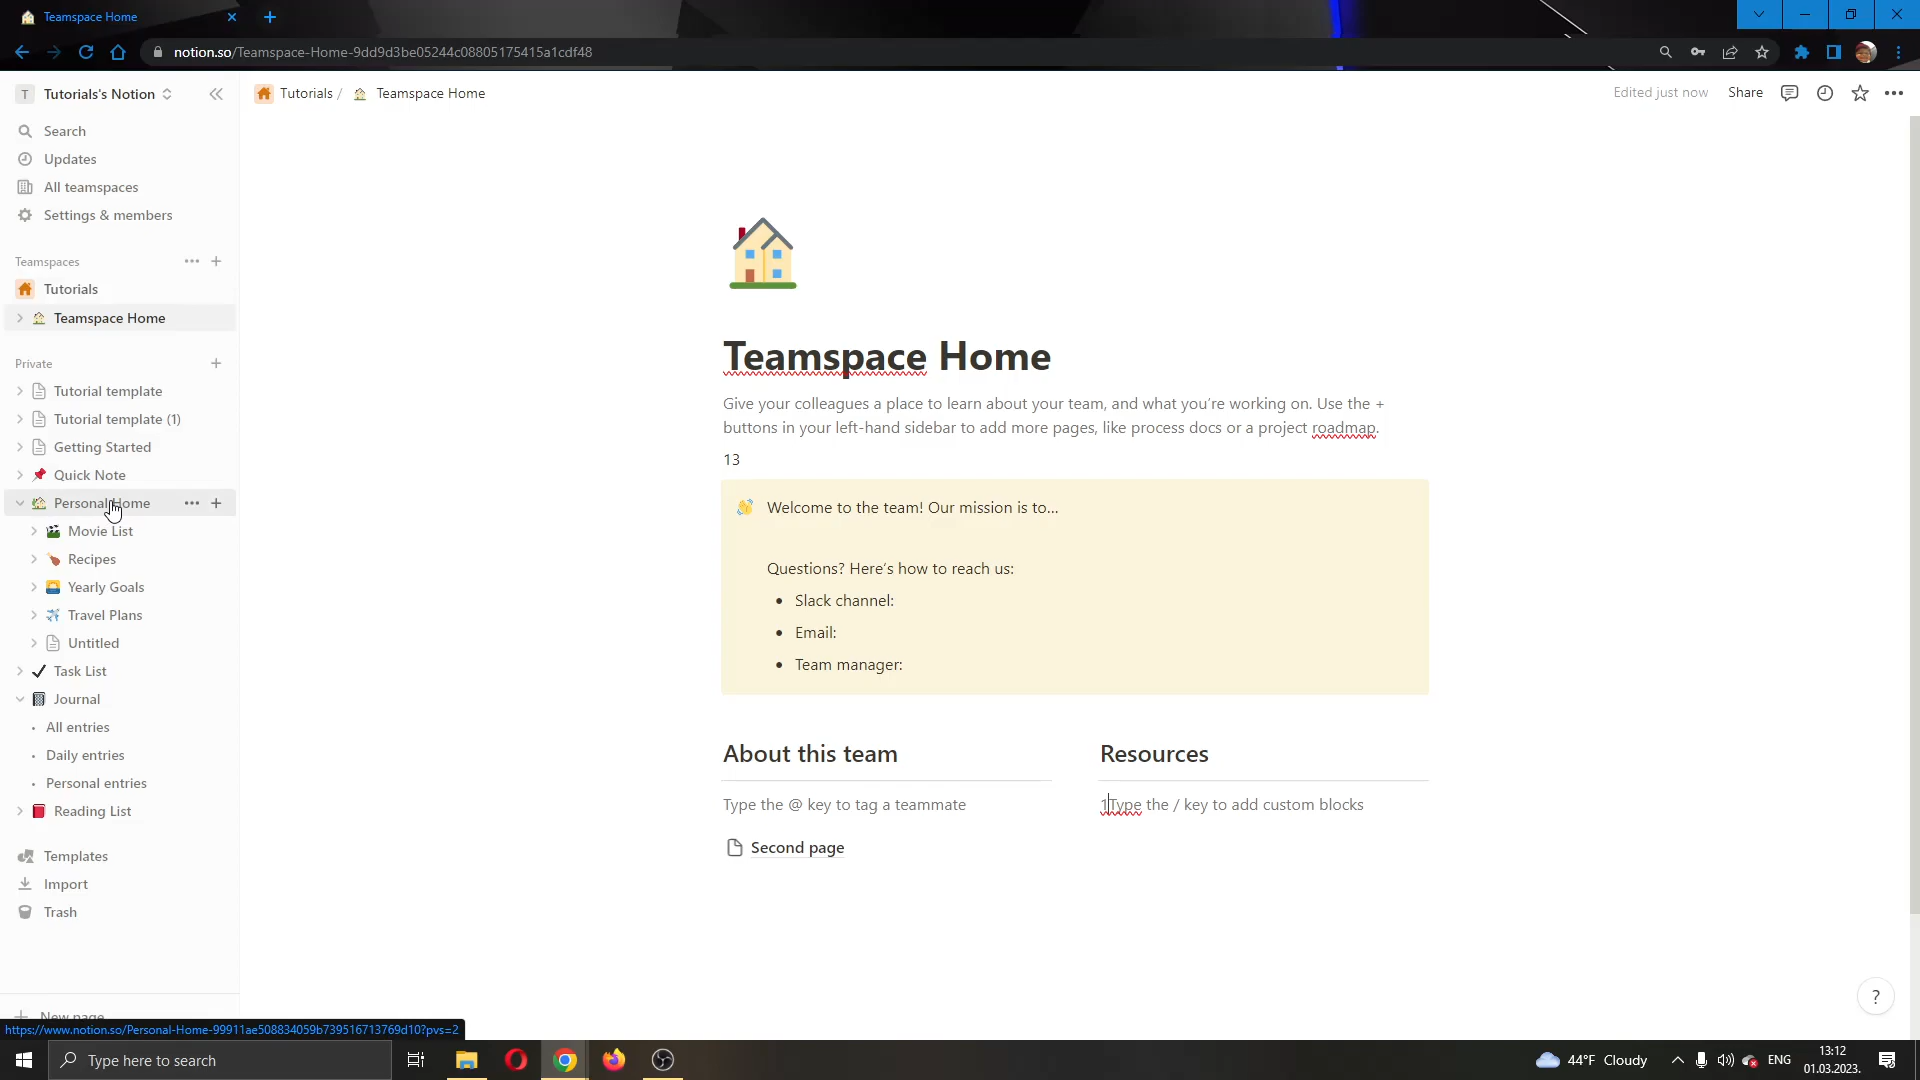 Teamspace Home
notion.so/Teamspace-Home-9dd9d3be05244c08805175415a1cdf48
T Tutorials's Notion
Tutorials / Teamspace Home
Edited just now Share
Search
Updates
All teamspaces
Settings & members
Teamspaces
Tutorials
Teamspace Home
Private
Tutorial template
Tutorial template (1)
Getting Started
Quick Note
Personal Home
Movie List
Recipes
Yearly Goals
Travel Plans
Untitled
Task List
Journal
All entries
Daily entries
Personal entries
Reading List
Templates
Import
Trash
New page
https://www.notion.so/Personal-Home-99911ae508834059b739516713769d10?pvs=2
Teamspace Home
Give your colleagues a place to learn about your team, and what you're working on. Use the +
buttons in your left-hand sidebar to add more pages, like process docs or a project roadmap.
13
Welcome to the team! Our mission is to...
Questions? Here's how to reach us:
• Slack channel:
• Email:
• Team manager:
About this team
Type the @ key to tag a teammate
Second page
Resources
1Type the / key to add custom blocks
?
Type here to search
44°F Cloudy
ENG
13:12
01.03.2023.